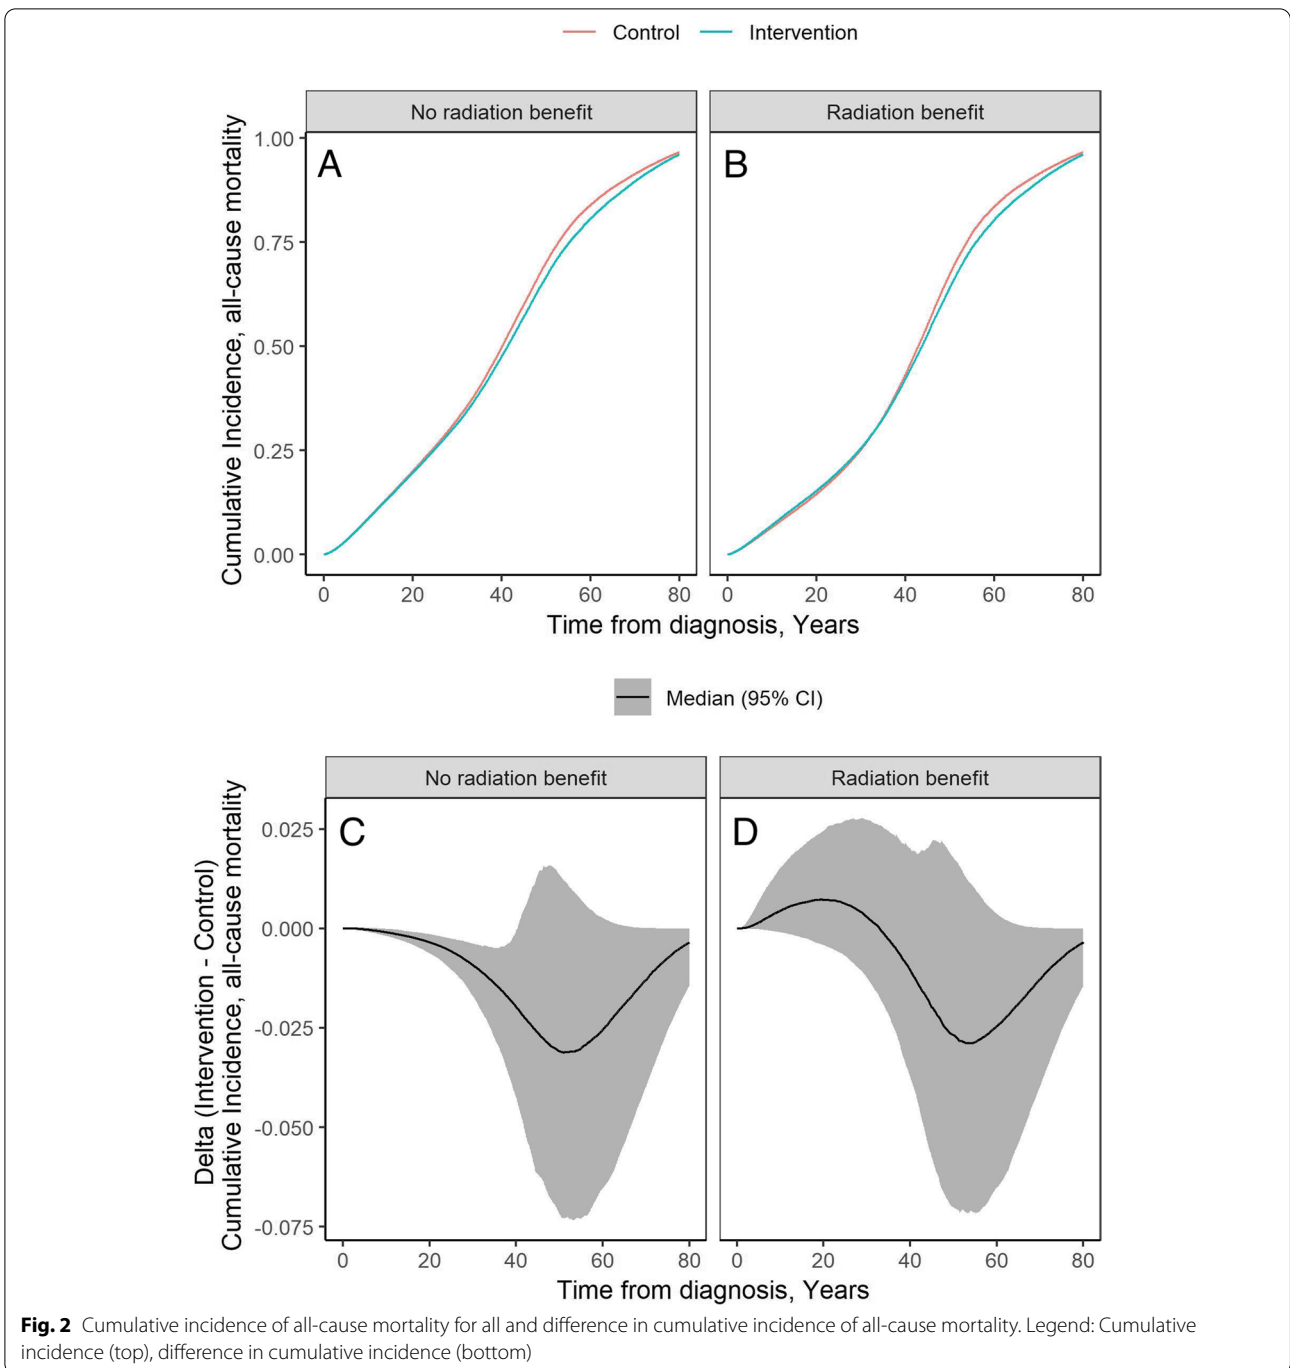 Control Intervention
No radiation benefit Radiation benefit
A B
Cumulative Incidence, all-cause mortality
1.00
0.75
0.50
0.25
0.00
0 20 40 60 80 0 20 40 60 80
Time from diagnosis, Years
Median (95% CI)
No radiation benefit Radiation benefit
C D
Delta (Intervention - Control)
Cumulative Incidence, all-cause mortality
0.025
0.000
-0.025
-0.050
-0.075
0 20 40 60 80 0 20 40 60 80
Time from diagnosis, Years
Fig. 2 Cumulative incidence of all-cause mortality for all and difference in cumulative incidence of all-cause mortality. Legend: Cumulative
incidence (top), difference in cumulative incidence (bottom)